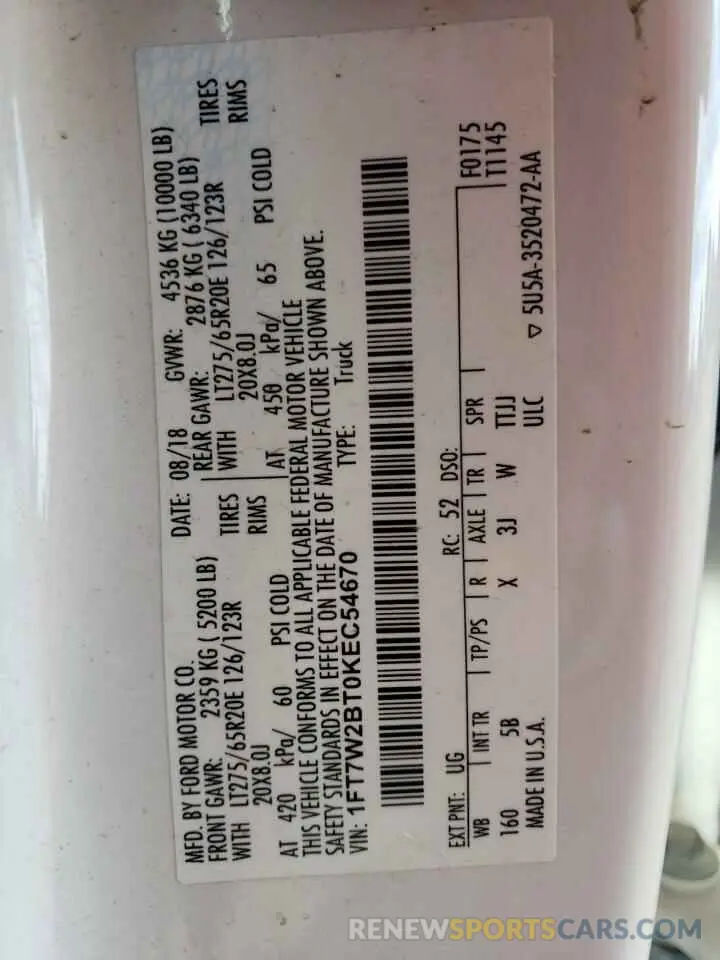 MFD. BY FORD MOTOR CO.
DATE: 08/18 GVWR: 4536 KG (10000 LB)
FRONT GAWR: 2359 KG ( 5200 LB)
REAR GAWR: 2876 KG ( 6340 LB)
WITH LT275/65R20E 126/123R TIRES
WITH LT275/65R20E 126/123R TIRES
20X8.0J RIMS
20X8.0J RIMS
AT 420 kPa/ 60 PSI COLD
AT 450 kPa/ 65 PSI COLD
THIS VEHICLE CONFORMS TO ALL APPLICABLE FEDERAL MOTOR VEHICLE
SAFETY STANDARDS IN EFFECT ON THE DATE OF MANUFACTURE SHOWN ABOVE.
VIN: 1FT7W2BT0KEC54670 TYPE: Truck
F0175
T1145
EXT PNT: UG RC: 52 DSO:
WB INT TR TP/PS R AXLE TR SPR
160 5B X 3J W TTJJ
ULC
MADE IN U.S.A.
▽ 5U5A-3520472-AA
RENEWSPORTSCARS.COM